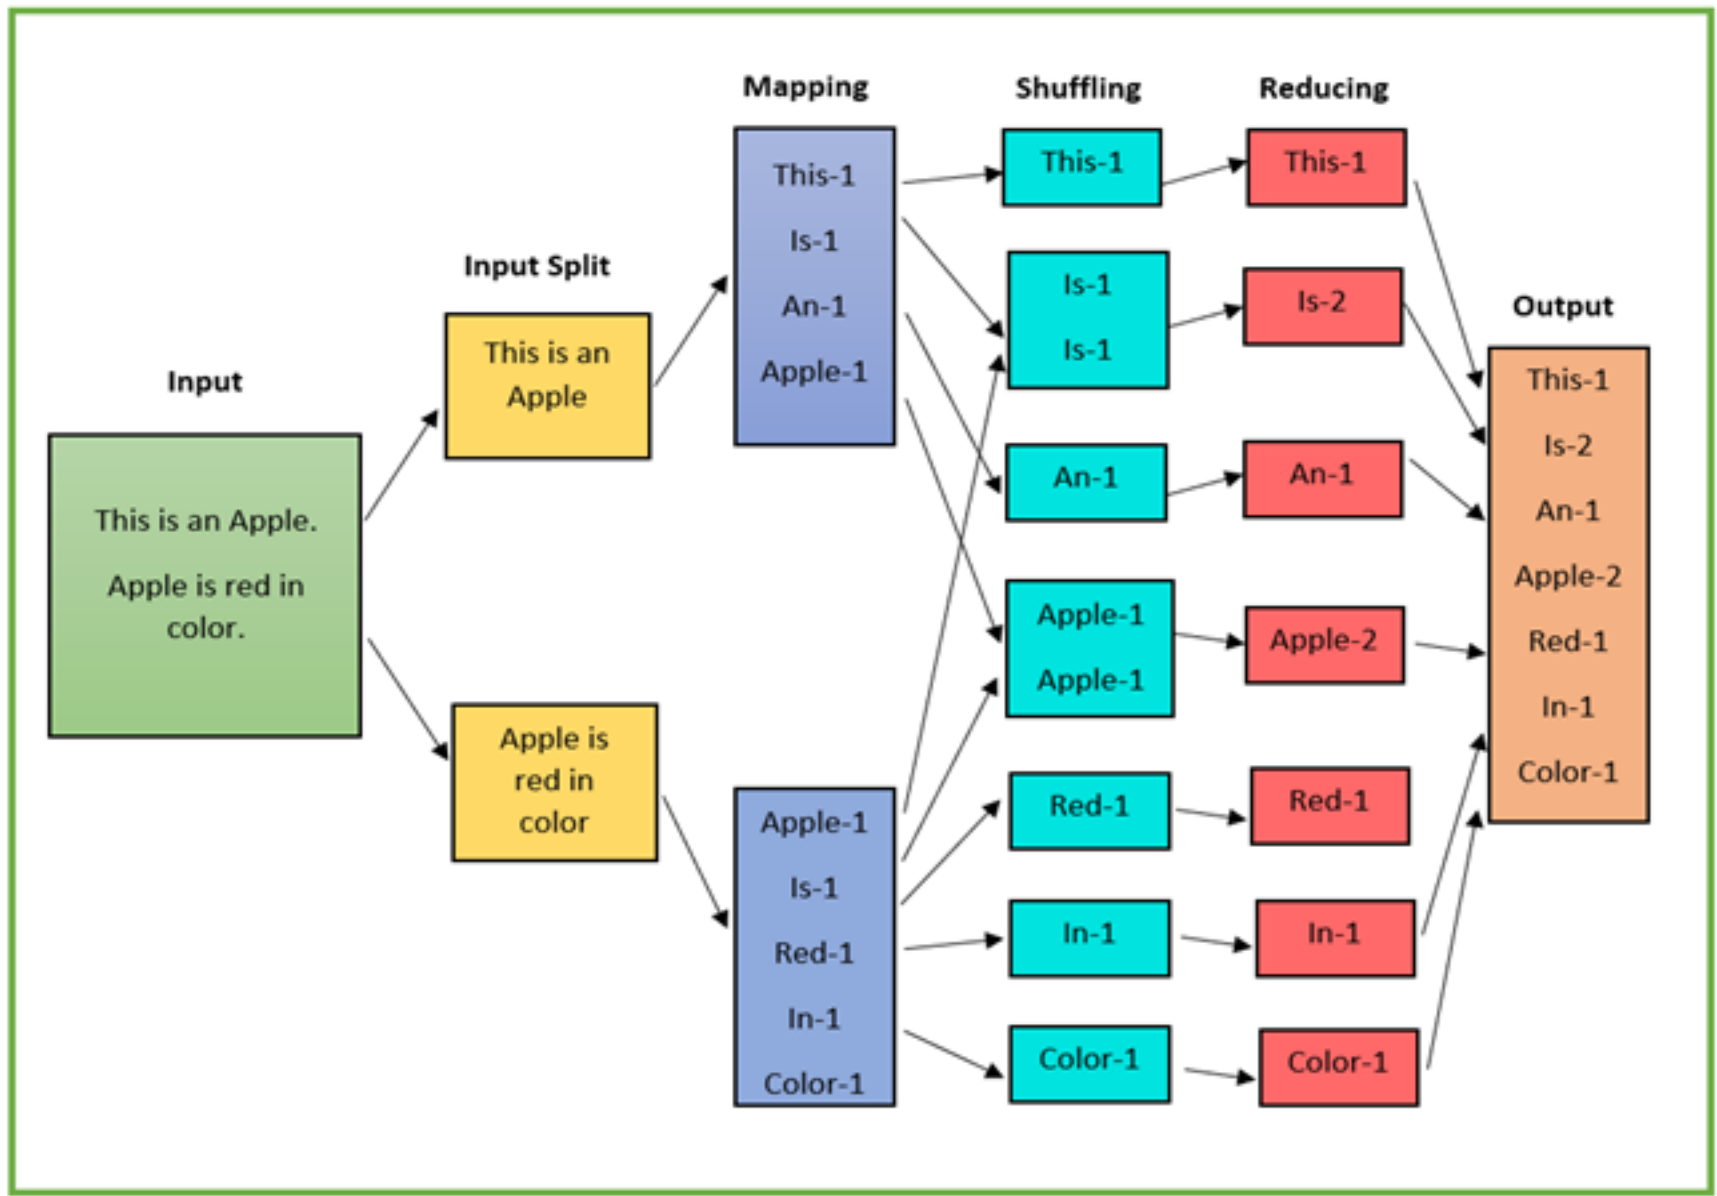 Input
This is an Apple.
Apple is red in
color.
Input Split
This is an
Apple
Apple is
red in
color
Mapping
This-1
Is-1
An-1
Apple-1
Apple-1
Is-1
Red-1
In-1
Color-1
Shuffling
This-1
Is-1
Is-1
An-1
Apple-1
Apple-1
Red-1
In-1
Color-1
Reducing
This-1
Is-2
An-1
Apple-2
Red-1
In-1
Color-1
Output
This-1
Is-2
An-1
Apple-2
Red-1
In-1
Color-1